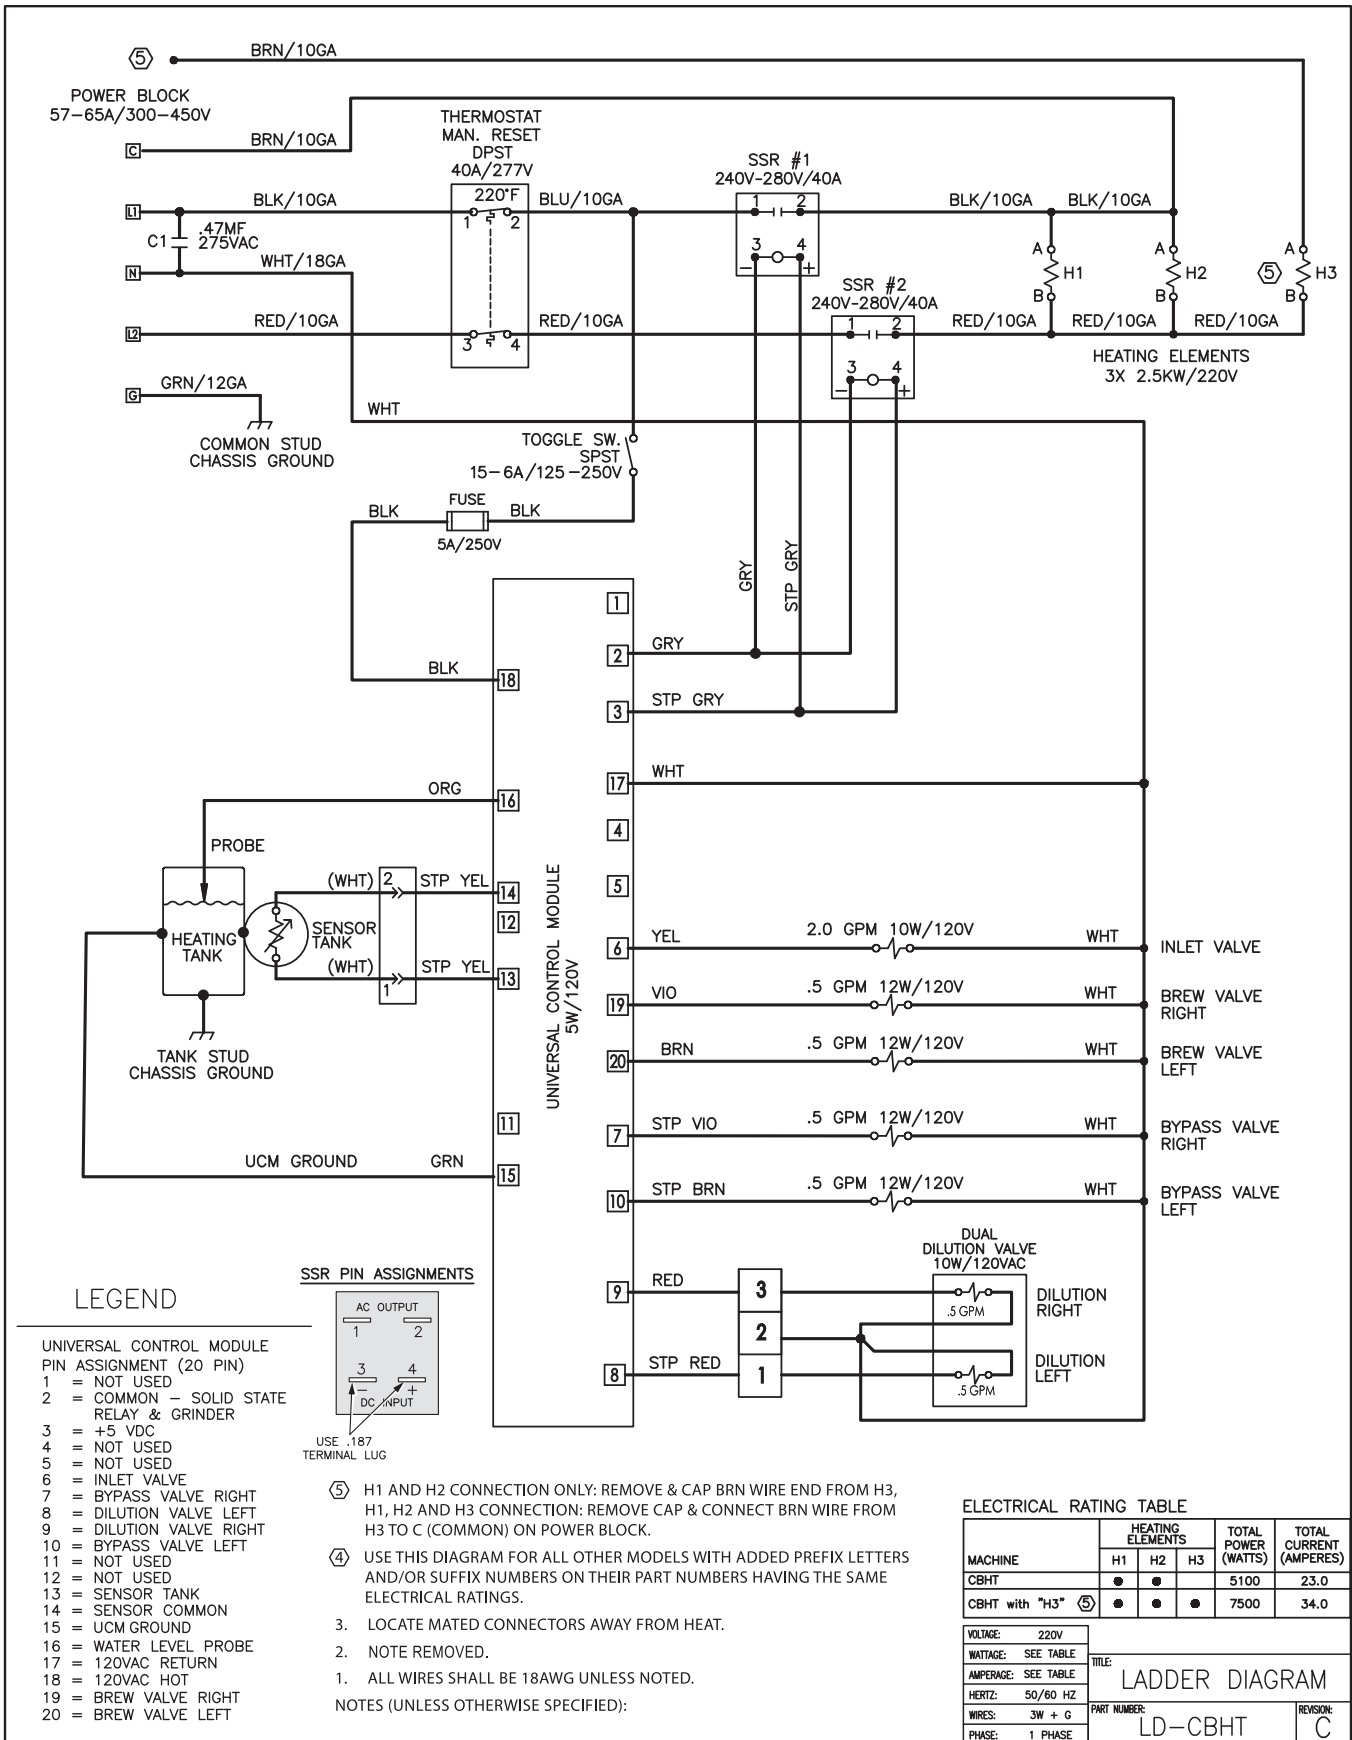 5
BRN/10GA
POWER BLOCK
57-65A/300-450V
C
BRN/10GA
THERMOSTAT
MAN. RESET
DPST
40A/277V
220°F
SSR #1
240V-280V/40A
L1
BLK/10GA
1
2
BLU/10GA
1
2
BLK/10GA
BLK/10GA
C1
.47MF
275VAC
N
WHT/18GA
3
4
-
+
A
H1
B
A
H2
B
5
A
H3
B
SSR #2
240V-280V/40A
L2
RED/10GA
3
4
RED/10GA
1
2
RED/10GA
RED/10GA
RED/10GA
3
4
-
+
HEATING ELEMENTS
3X 2.5KW/220V
G
GRN/12GA
COMMON STUD
CHASSIS GROUND
WHT
TOGGLE SW.
SPST
15-6A/125-250V
BLK
FUSE
5A/250V
BLK
GRY
STP GRY
1
2
GRY
BLK
18
3
STP GRY
17
WHT
ORG
16
4
PROBE
5
UNIVERSAL CONTROL MODULE
5W/120V
HEATING
TANK
SENSOR
TANK
(WHT)
2
STP YEL
14
12
(WHT)
1
STP YEL
13
TANK STUD
CHASSIS GROUND
11
UCM GROUND
GRN
15
6
YEL
2.0 GPM 10W/120V
WHT
INLET VALVE
19
VIO
.5 GPM 12W/120V
WHT
BREW VALVE
RIGHT
20
BRN
.5 GPM 12W/120V
WHT
BREW VALVE
LEFT
7
STP VIO
.5 GPM 12W/120V
WHT
BYPASS VALVE
RIGHT
10
STP BRN
.5 GPM 12W/120V
WHT
BYPASS VALVE
LEFT
DUAL
DILUTION VALVE
10W/120VAC
9
RED
3
.5 GPM
DILUTION
RIGHT
2
8
STP RED
1
.5 GPM
DILUTION
LEFT
SSR PIN ASSIGNMENTS
AC OUTPUT
1
2
3
4
-
+
DC INPUT
USE .187
TERMINAL LUG
LEGEND
UNIVERSAL CONTROL MODULE
PIN ASSIGNMENT (20 PIN)
1 = NOT USED
2 = COMMON - SOLID STATE
RELAY & GRINDER
3 = +5 VDC
4 = NOT USED
5 = NOT USED
6 = INLET VALVE
7 = BYPASS VALVE RIGHT
8 = DILUTION VALVE LEFT
9 = DILUTION VALVE RIGHT
10 = BYPASS VALVE LEFT
11 = NOT USED
12 = NOT USED
13 = SENSOR TANK
14 = SENSOR COMMON
15 = UCM GROUND
16 = WATER LEVEL PROBE
17 = 120VAC RETURN
18 = 120VAC HOT
19 = BREW VALVE RIGHT
20 = BREW VALVE LEFT
5 H1 AND H2 CONNECTION ONLY: REMOVE & CAP BRN WIRE END FROM H3,
H1, H2 AND H3 CONNECTION: REMOVE CAP & CONNECT BRN WIRE FROM
H3 TO C (COMMON) ON POWER BLOCK.
4 USE THIS DIAGRAM FOR ALL OTHER MODELS WITH ADDED PREFIX LETTERS
AND/OR SUFFIX NUMBERS ON THEIR PART NUMBERS HAVING THE SAME
ELECTRICAL RATINGS.
3. LOCATE MATED CONNECTORS AWAY FROM HEAT.
2. NOTE REMOVED.
1. ALL WIRES SHALL BE 18AWG UNLESS NOTED.
NOTES (UNLESS OTHERWISE SPECIFIED):
ELECTRICAL RATING TABLE
MACHINE
HEATING
ELEMENTS
H1 H2 H3
TOTAL
POWER
(WATTS)
TOTAL
CURRENT
(AMPERES)
CBHT ● ● 5100 23.0
CBHT with "H3" 5 ● ● ● 7500 34.0
VOLTAGE: 220V
WATTAGE: SEE TABLE
AMPERAGE: SEE TABLE
HERTZ: 50/60 HZ
WIRES: 3W + G
PHASE: 1 PHASE
TITLE:
LADDER DIAGRAM
PART NUMBER:
LD-CBHT
REVISION:
C